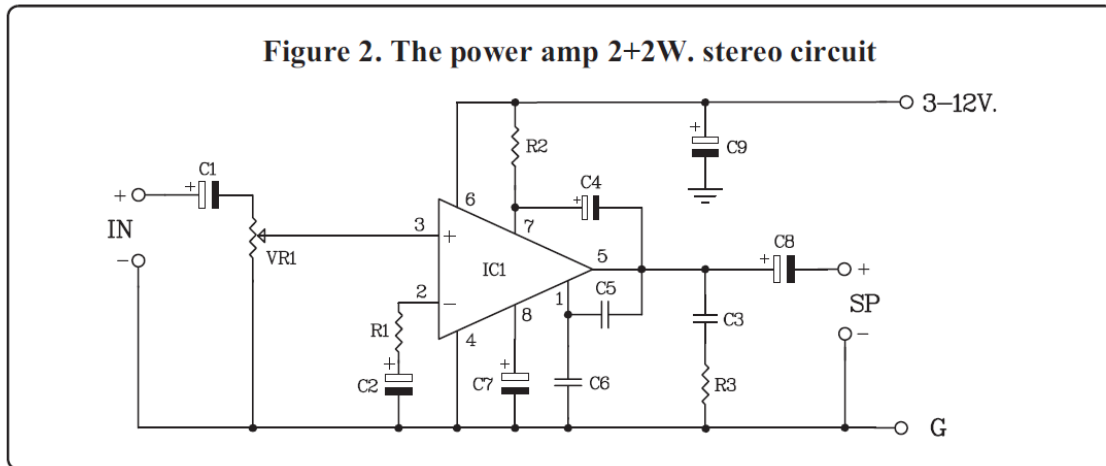 Figure 2. The power amp 2+2W. stereo circuit
3-12V.
+
R2
C9
C1
+
C4
+
+
6
7
IN
-
VR1
3
+
IC1
5
C8
+
+
SP
-
2
-
R1
1
C5
8
4
C3
+
C2
+
C7
C6
R3
G